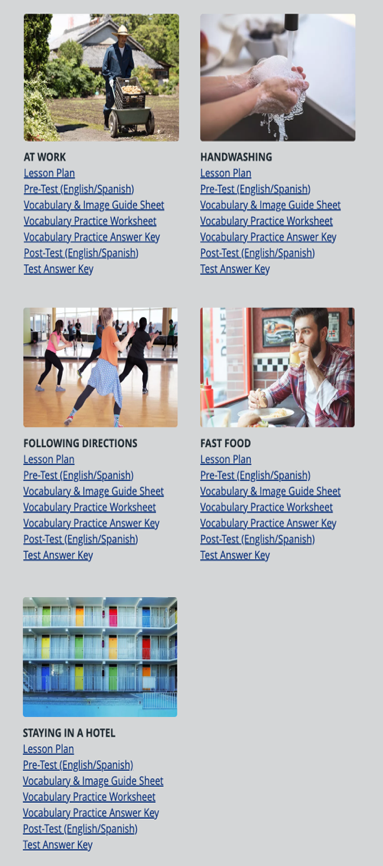 AT WORK
Lesson Plan
Pre-Test (English/Spanish)
Vocabulary & Image Guide Sheet
Vocabulary Practice Worksheet
Vocabulary Practice Answer Key
Post-Test (English/Spanish)
Test Answer Key
HANDWASHING
Lesson Plan
Pre-Test (English/Spanish)
Vocabulary & Image Guide Sheet
Vocabulary Practice Worksheet
Vocabulary Practice Answer Key
Post-Test (English/Spanish)
Test Answer Key
FOLLOWING DIRECTIONS
Lesson Plan
Pre-Test (English/Spanish)
Vocabulary & Image Guide Sheet
Vocabulary Practice Worksheet
Vocabulary Practice Answer Key
Post-Test (English/Spanish)
Test Answer Key
FAST FOOD
Lesson Plan
Pre-Test (English/Spanish)
Vocabulary & Image Guide Sheet
Vocabulary Practice Worksheet
Vocabulary Practice Answer Key
Post-Test (English/Spanish)
Test Answer Key
STAYING IN A HOTEL
Lesson Plan
Pre-Test (English/Spanish)
Vocabulary & Image Guide Sheet
Vocabulary Practice Worksheet
Vocabulary Practice Answer Key
Post-Test (English/Spanish)
Test Answer Key